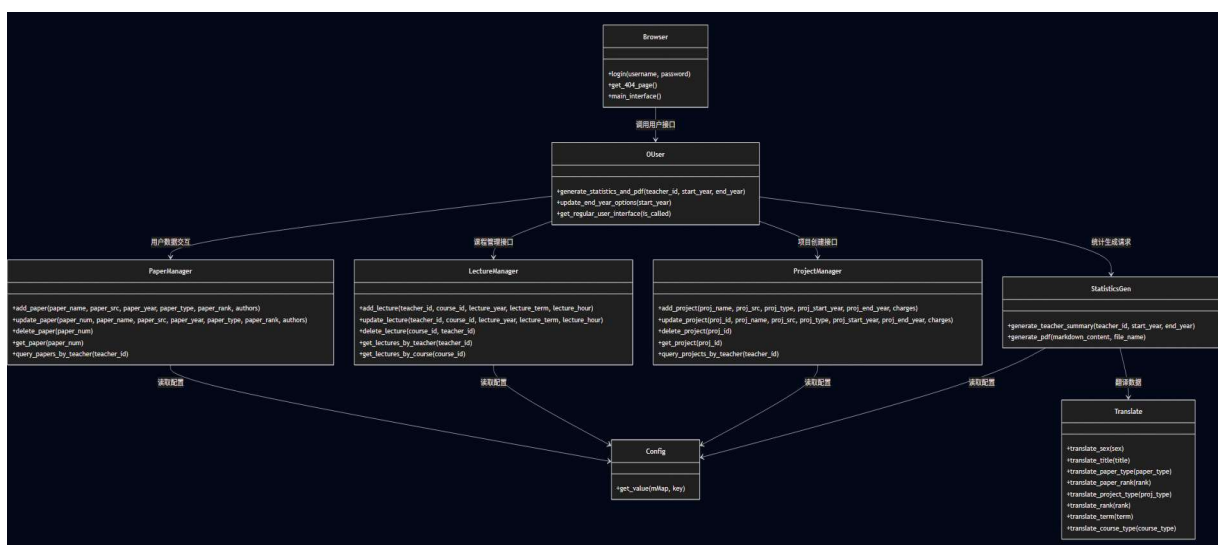 Browser
+login(username, password)
+get_404_page()
+main_interface()
调用用户接口
OUser
+generate_statistics_and_pdf(teacher_id, start_year, end_year)
+update_end_year_options(start_year)
+get_regular_user_interface(is_called)
用户数据交互
课程管理接口
项目创建接口
统计生成请求
PaperManager
+add_paper(paper_name, paper_src, paper_year, paper_type, paper_rank, authors)
+update_paper(paper_num, paper_name, paper_src, paper_year, paper_type, paper_rank, authors)
+delete_paper(paper_num)
+get_paper(paper_num)
+query_papers_by_teacher(teacher_id)
LectureManager
+add_lecture(teacher_id, course_id, lecture_year, lecture_term, lecture_hour)
+update_lecture(teacher_id, course_id, lecture_year, lecture_term, lecture_hour)
+delete_lecture(course_id, teacher_id)
+get_lectures_by_teacher(teacher_id)
+get_lectures_by_course(course_id)
ProjectManager
+add_project(proj_name, proj_src, proj_type, proj_start_year, proj_end_year, charges)
+update_project(proj_id, proj_name, proj_src, proj_type, proj_start_year, proj_end_year, charges)
+delete_project(proj_id)
+get_project(proj_id)
+query_projects_by_teacher(teacher_id)
StatisticsGen
+generate_teacher_summary(teacher_id, start_year, end_year)
+generate_pdf(markdown_content, file_name)
读取配置
读取配置
读取配置
读取配置
翻译数据
Config
+get_value(mMap, key)
Translate
+translate_sex(sex)
+translate_title(title)
+translate_paper_type(paper_type)
+translate_paper_rank(rank)
+translate_project_type(proj_type)
+translate_rank(rank)
+translate_term(term)
+translate_course_type(course_type)